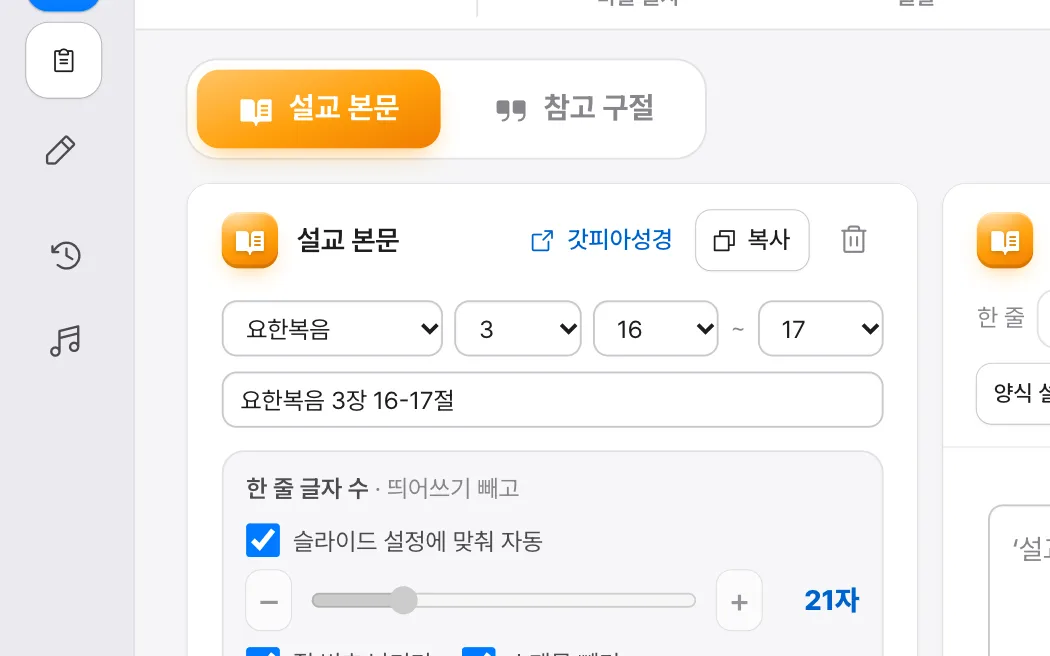 설교 본문
참고 구절
설교 본문
갓피아성경
복사
요한복음
3
16
~
17
요한복음 3장 16-17절
한 줄 글자 수 · 띄어쓰기 빼고
슬라이드 설정에 맞춰 자동
−
+
21자
한 줄
양식